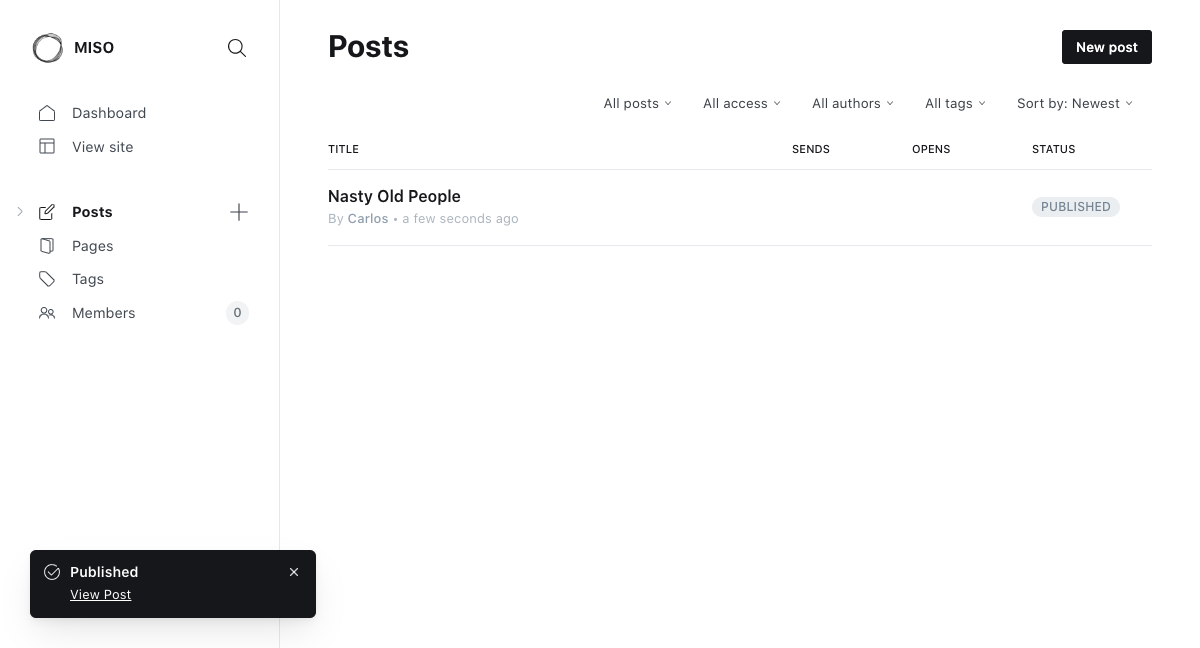 MISO
Dashboard
View site
Posts
Pages
Tags
Members 0
Posts
New post
All posts All access All authors All tags Sort by: Newest
TITLE SENDS OPENS STATUS
Nasty Old People
By Carlos • a few seconds ago
PUBLISHED
Published
View Post